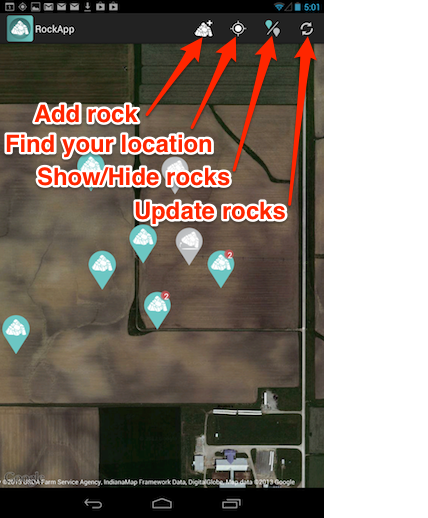 5:01
RockApp
Add rock
Find your location
Show/Hide rocks
Update rocks
2
2
©2013 USDA Farm Service Agency, IndianaMap Framework Data, DigitalGlobe, Map data ©2013 Google